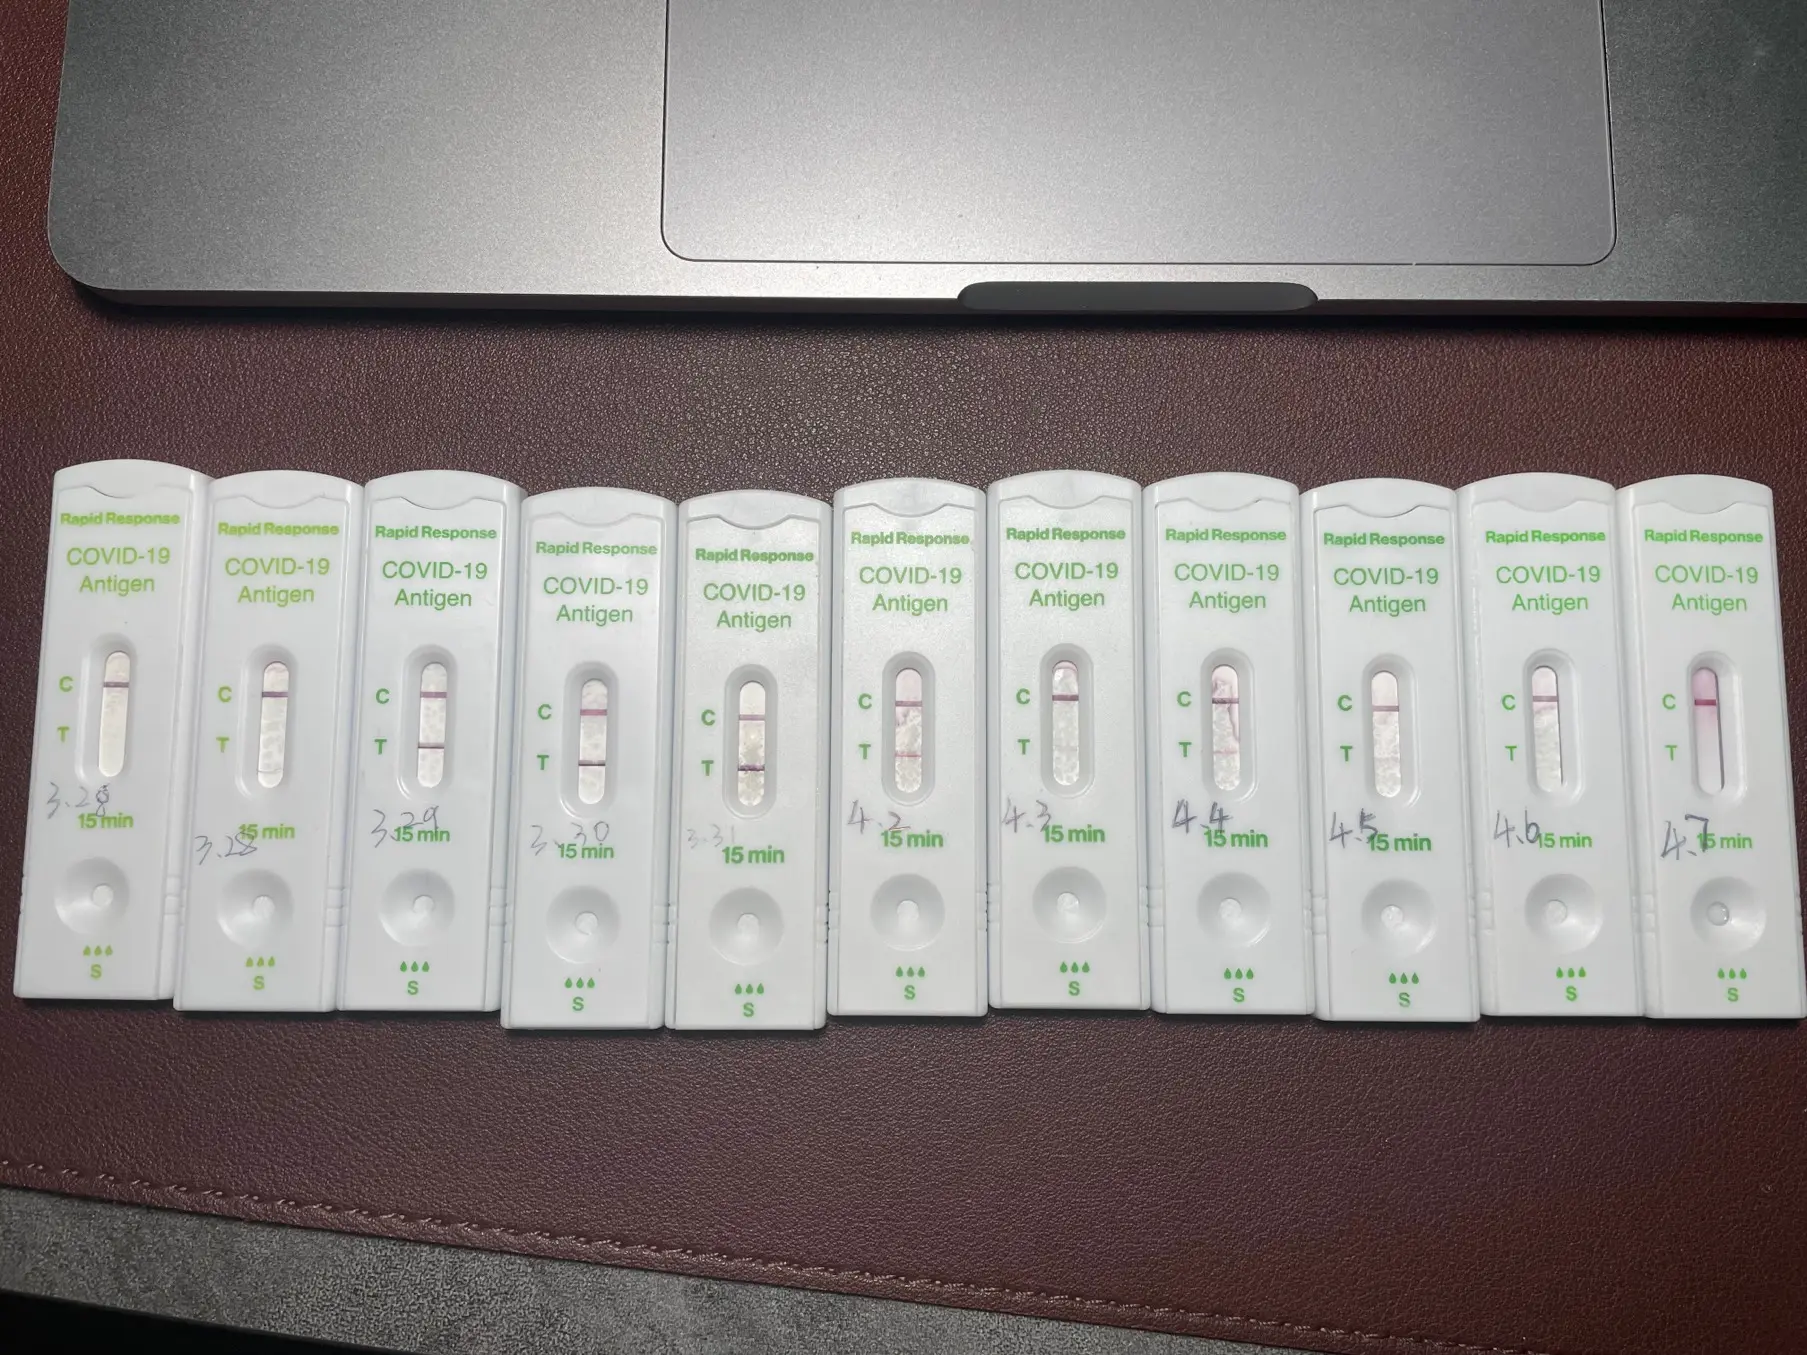 Rapid Response
COVID-19
Antigen
C
T
3.28
15 min
S
Rapid Response
COVID-19
Antigen
C
T
15 min
3.28
S
Rapid Response
COVID-19
Antigen
C
T
3.29
15 min
S
Rapid Response
COVID-19
Antigen
C
T
3.30
15 min
S
Rapid Response
COVID-19
Antigen
C
T
3.31
15 min
S
Rapid Response
COVID-19
Antigen
C
T
4.2
15 min
S
Rapid Response
COVID-19
Antigen
C
T
4.3
15 min
S
Rapid Response
COVID-19
Antigen
C
T
4.4
15 min
S
Rapid Response
COVID-19
Antigen
C
T
4.5
15 min
S
Rapid Response
COVID-19
Antigen
C
T
4.6
15 min
S
Rapid Response
COVID-19
Antigen
C
T
4.7
15 min
S